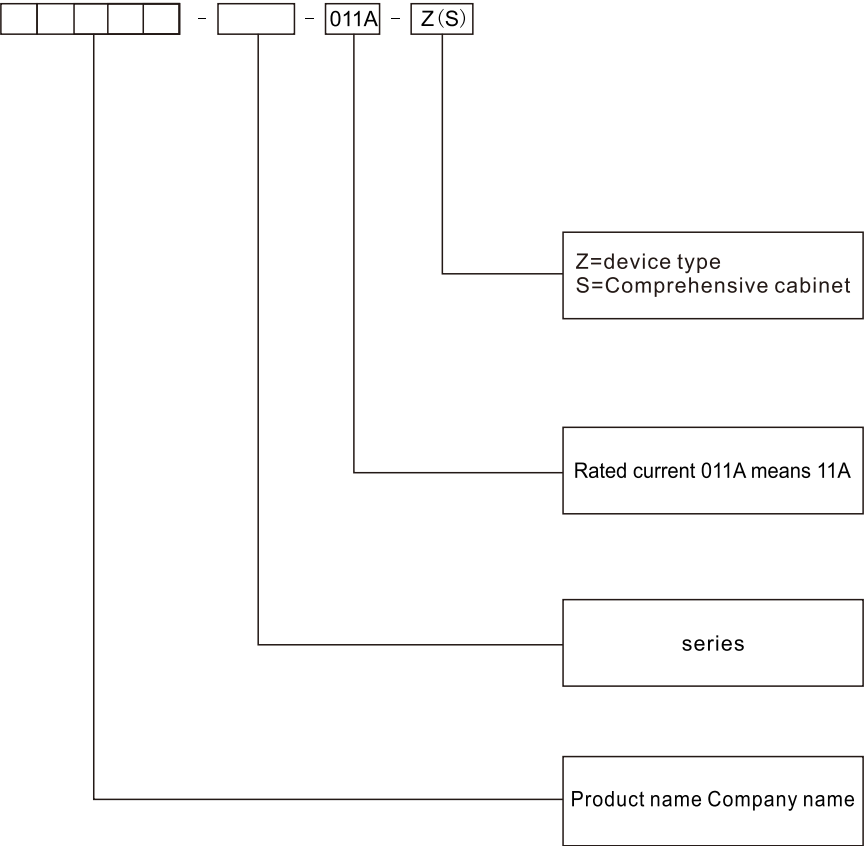 - - 011A - Z(S)
Z=device type
S=Comprehensive cabinet
Rated current 011A means 11A
series
Product name Company name